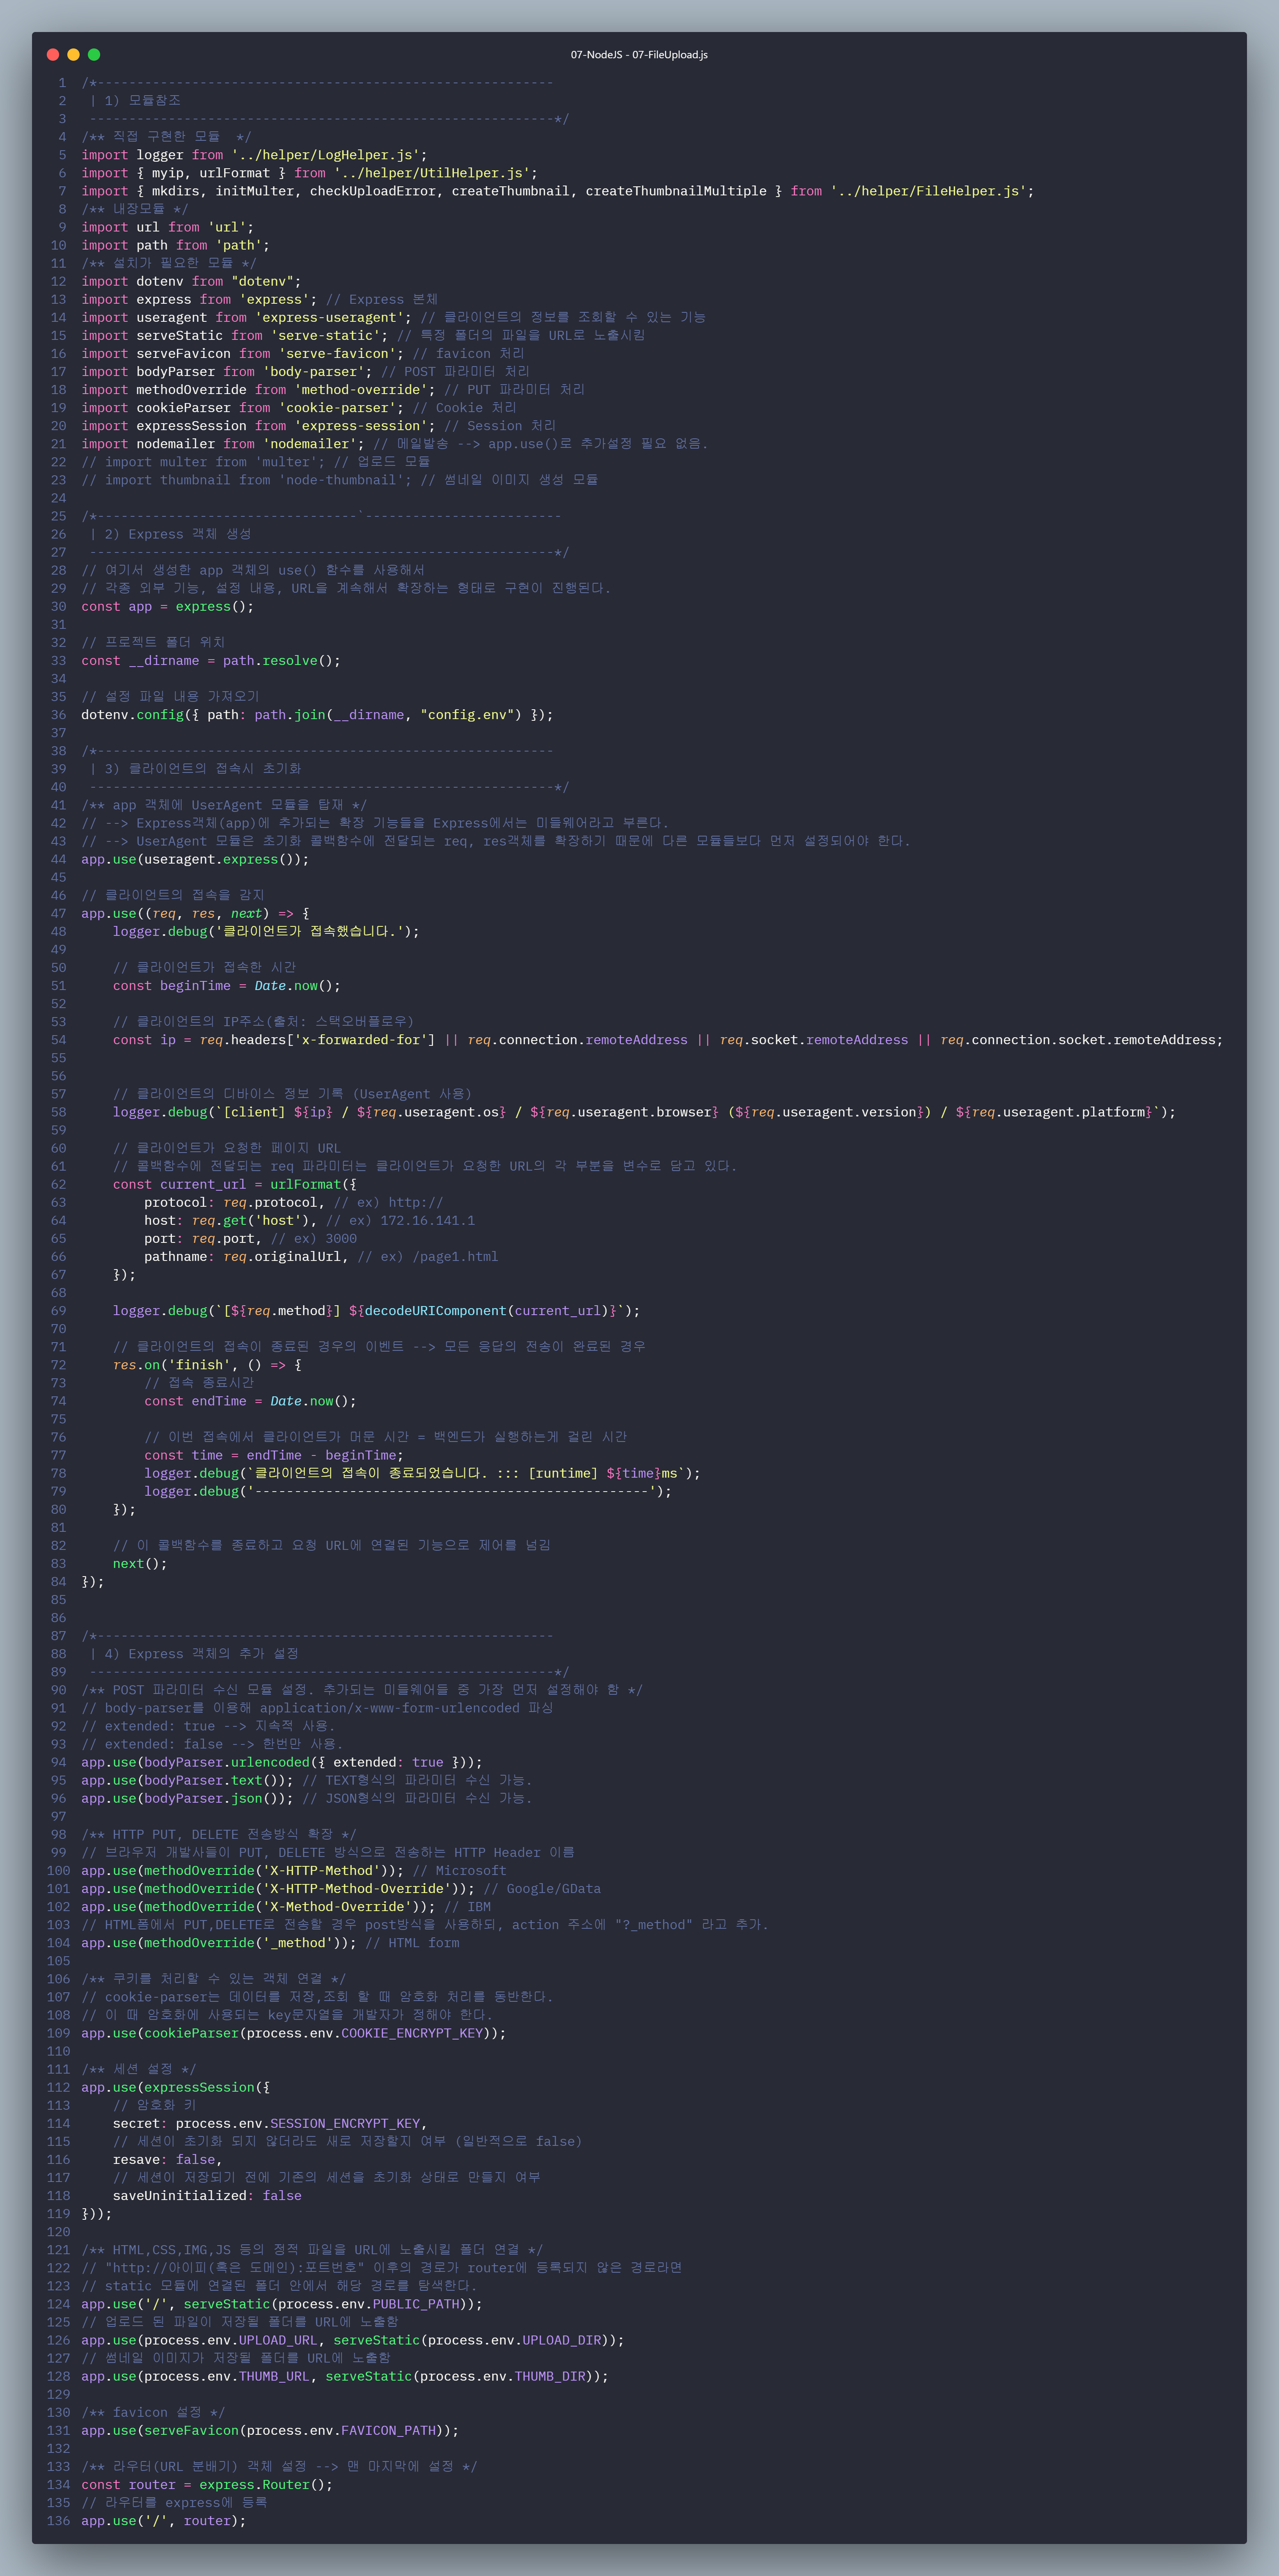 07-NodeJS - 07-FileUpload.js
1 /*----------------------------------------------------------
2  | 1) 모듈참조
3  -----------------------------------------------------------*/
4 /** 직접 구현한 모듈  */
5 import logger from '../helper/LogHelper.js';
6 import { myip, urlFormat } from '../helper/UtilHelper.js';
7 import { mkdirs, initMulter, checkUploadError, createThumbnail, createThumbnailMultiple } from '../helper/FileHelper.js';
8 /** 내장모듈 */
9 import url from 'url';
10 import path from 'path';
11 /** 설치가 필요한 모듈 */
12 import dotenv from "dotenv";
13 import express from 'express'; // Express 본체
14 import useragent from 'express-useragent'; // 클라이언트의 정보를 조회할 수 있는 기능
15 import serveStatic from 'serve-static'; // 특정 폴더의 파일을 URL로 노출시킴
16 import serveFavicon from 'serve-favicon'; // favicon 처리
17 import bodyParser from 'body-parser'; // POST 파라미터 처리
18 import methodOverride from 'method-override'; // PUT 파라미터 처리
19 import cookieParser from 'cookie-parser'; // Cookie 처리
20 import expressSession from 'express-session'; // Session 처리
21 import nodemailer from 'nodemailer'; // 메일발송 --> app.use()로 추가설정 필요 없음.
22 // import multer from 'multer'; // 업로드 모듈
23 // import thumbnail from 'node-thumbnail'; // 썸네일 이미지 생성 모듈
24
25 /*---------------------------------`-------------------------
26  | 2) Express 객체 생성
27  -----------------------------------------------------------*/
28 // 여기서 생성한 app 객체의 use() 함수를 사용해서
29 // 각종 외부 기능, 설정 내용, URL을 계속해서 확장하는 형태로 구현이 진행된다.
30 const app = express();
31
32 // 프로젝트 폴더 위치
33 const __dirname = path.resolve();
34
35 // 설정 파일 내용 가져오기
36 dotenv.config({ path: path.join(__dirname, "config.env") });
37
38 /*----------------------------------------------------------
39  | 3) 클라이언트의 접속시 초기화
40  -----------------------------------------------------------*/
41 /** app 객체에 UserAgent 모듈을 탑재 */
42 // --> Express객체(app)에 추가되는 확장 기능들을 Express에서는 미들웨어라고 부른다.
43 // --> UserAgent 모듈은 초기화 콜백함수에 전달되는 req, res객체를 확장하기 때문에 다른 모듈들보다 먼저 설정되어야 한다.
44 app.use(useragent.express());
45
46 // 클라이언트의 접속을 감지
47 app.use((req, res, next) => {
48     logger.debug('클라이언트가 접속했습니다.');
49
50     // 클라이언트가 접속한 시간
51     const beginTime = Date.now();
52
53     // 클라이언트의 IP주소(출처: 스택오버플로우)
54     const ip = req.headers['x-forwarded-for'] || req.connection.remoteAddress || req.socket.remoteAddress || req.connection.socket.remoteAddress;
55
56
57     // 클라이언트의 디바이스 정보 기록 (UserAgent 사용)
58     logger.debug(`[client] ${ip} / ${req.useragent.os} / ${req.useragent.browser} (${req.useragent.version}) / ${req.useragent.platform}`);
59
60     // 클라이언트가 요청한 페이지 URL
61     // 콜백함수에 전달되는 req 파라미터는 클라이언트가 요청한 URL의 각 부분을 변수로 담고 있다.
62     const current_url = urlFormat({
63         protocol: req.protocol, // ex) http://
64         host: req.get('host'), // ex) 172.16.141.1
65         port: req.port, // ex) 3000
66         pathname: req.originalUrl, // ex) /page1.html
67     });
68
69     logger.debug(`[${req.method}] ${decodeURIComponent(current_url)}`);
70
71     // 클라이언트의 접속이 종료된 경우의 이벤트 --> 모든 응답의 전송이 완료된 경우
72     res.on('finish', () => {
73         // 접속 종료시간
74         const endTime = Date.now();
75
76         // 이번 접속에서 클라이언트가 머문 시간 = 백엔드가 실행하는게 걸린 시간
77         const time = endTime - beginTime;
78         logger.debug(`클라이언트의 접속이 종료되었습니다. ::: [runtime] ${time}ms`);
79         logger.debug('--------------------------------------------------');
80     });
81
82     // 이 콜백함수를 종료하고 요청 URL에 연결된 기능으로 제어를 넘김
83     next();
84 });
85
86
87 /*----------------------------------------------------------
88  | 4) Express 객체의 추가 설정
89  -----------------------------------------------------------*/
90 /** POST 파라미터 수신 모듈 설정. 추가되는 미들웨어들 중 가장 먼저 설정해야 함 */
91 // body-parser를 이용해 application/x-www-form-urlencoded 파싱
92 // extended: true --> 지속적 사용.
93 // extended: false --> 한번만 사용.
94 app.use(bodyParser.urlencoded({ extended: true }));
95 app.use(bodyParser.text()); // TEXT형식의 파라미터 수신 가능.
96 app.use(bodyParser.json()); // JSON형식의 파라미터 수신 가능.
97
98 /** HTTP PUT, DELETE 전송방식 확장 */
99 // 브라우저 개발사들이 PUT, DELETE 방식으로 전송하는 HTTP Header 이름
100 app.use(methodOverride('X-HTTP-Method')); // Microsoft
101 app.use(methodOverride('X-HTTP-Method-Override')); // Google/GData
102 app.use(methodOverride('X-Method-Override')); // IBM
103 // HTML폼에서 PUT,DELETE로 전송할 경우 post방식을 사용하되, action 주소에 "?_method" 라고 추가.
104 app.use(methodOverride('_method')); // HTML form
105
106 /** 쿠키를 처리할 수 있는 객체 연결 */
107 // cookie-parser는 데이터를 저장,조회 할 때 암호화 처리를 동반한다.
108 // 이 때 암호화에 사용되는 key문자열을 개발자가 정해야 한다.
109 app.use(cookieParser(process.env.COOKIE_ENCRYPT_KEY));
110
111 /** 세션 설정 */
112 app.use(expressSession({
113     // 암호화 키
114     secret: process.env.SESSION_ENCRYPT_KEY,
115     // 세션이 초기화 되지 않더라도 새로 저장할지 여부 (일반적으로 false)
116     resave: false,
117     // 세션이 저장되기 전에 기존의 세션을 초기화 상태로 만들지 여부
118     saveUninitialized: false
119 }));
120
121 /** HTML,CSS,IMG,JS 등의 정적 파일을 URL에 노출시킬 폴더 연결 */
122 // "http://아이피(혹은 도메인):포트번호" 이후의 경로가 router에 등록되지 않은 경로라면
123 // static 모듈에 연결된 폴더 안에서 해당 경로를 탐색한다.
124 app.use('/', serveStatic(process.env.PUBLIC_PATH));
125 // 업로드 된 파일이 저장될 폴더를 URL에 노출함
126 app.use(process.env.UPLOAD_URL, serveStatic(process.env.UPLOAD_DIR));
127 // 썸네일 이미지가 저장될 폴더를 URL에 노출함
128 app.use(process.env.THUMB_URL, serveStatic(process.env.THUMB_DIR));
129
130 /** favicon 설정 */
131 app.use(serveFavicon(process.env.FAVICON_PATH));
132
133 /** 라우터(URL 분배기) 객체 설정 --> 맨 마지막에 설정 */
134 const router = express.Router();
135 // 라우터를 express에 등록
136 app.use('/', router);